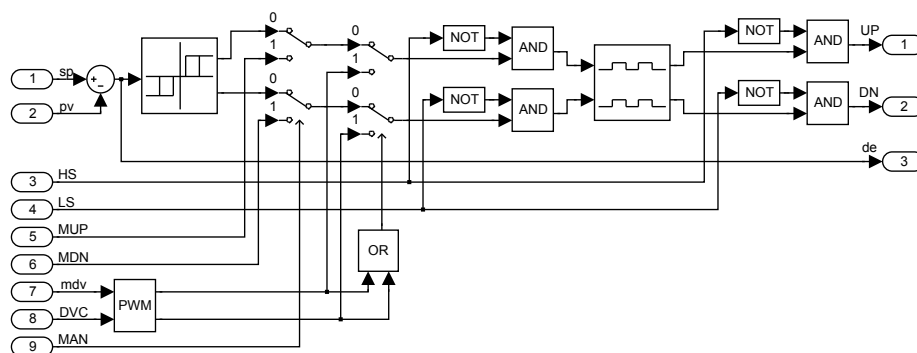 0
0
1
NOT
AND
NOT
AND
UP
1
1
sp
+
−
0
1
2
pv
0
1
NOT
AND
NOT
AND
DN
2
de
3
3
HS
4
LS
5
MUP
6
MDN
OR
7
mdv
PWM
8
DVC
9
MAN